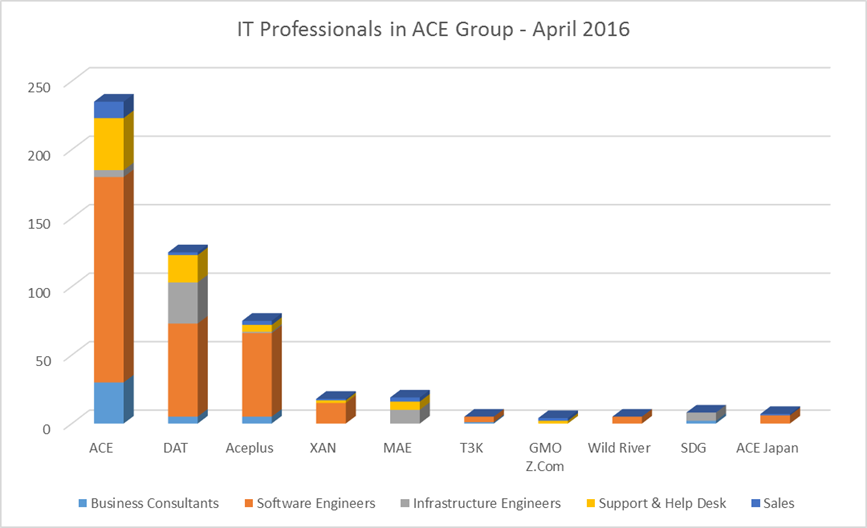 IT Professionals in ACE Group - April 2016
250
200
150
100
50
0
ACE DAT Aceplus XAN MAE T3K GMO Z.Com Wild River SDG ACE Japan
Business Consultants Software Engineers Infrastructure Engineers Support & Help Desk Sales